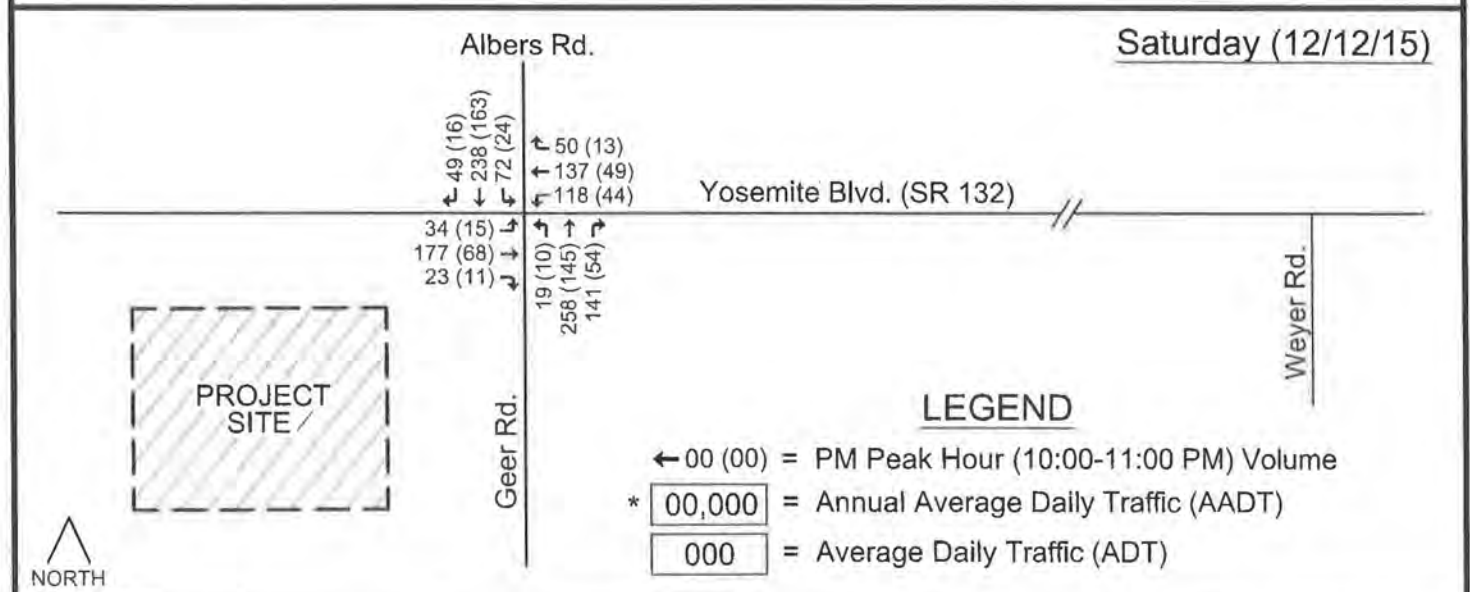 Albers Rd.
Saturday (12/12/15)
49 (16)
238 (163)
72 (24)
50 (13)
137 (49)
118 (44)
Yosemite Blvd. (SR 132)
34 (15)
177 (68)
23 (11)
19 (10)
258 (145)
141 (54)
Weyer Rd.
PROJECT
SITE
Geer Rd.
LEGEND
←00 (00) = PM Peak Hour (10:00-11:00 PM) Volume
* 00,000 = Annual Average Daily Traffic (AADT)
000 = Average Daily Traffic (ADT)
NORTH